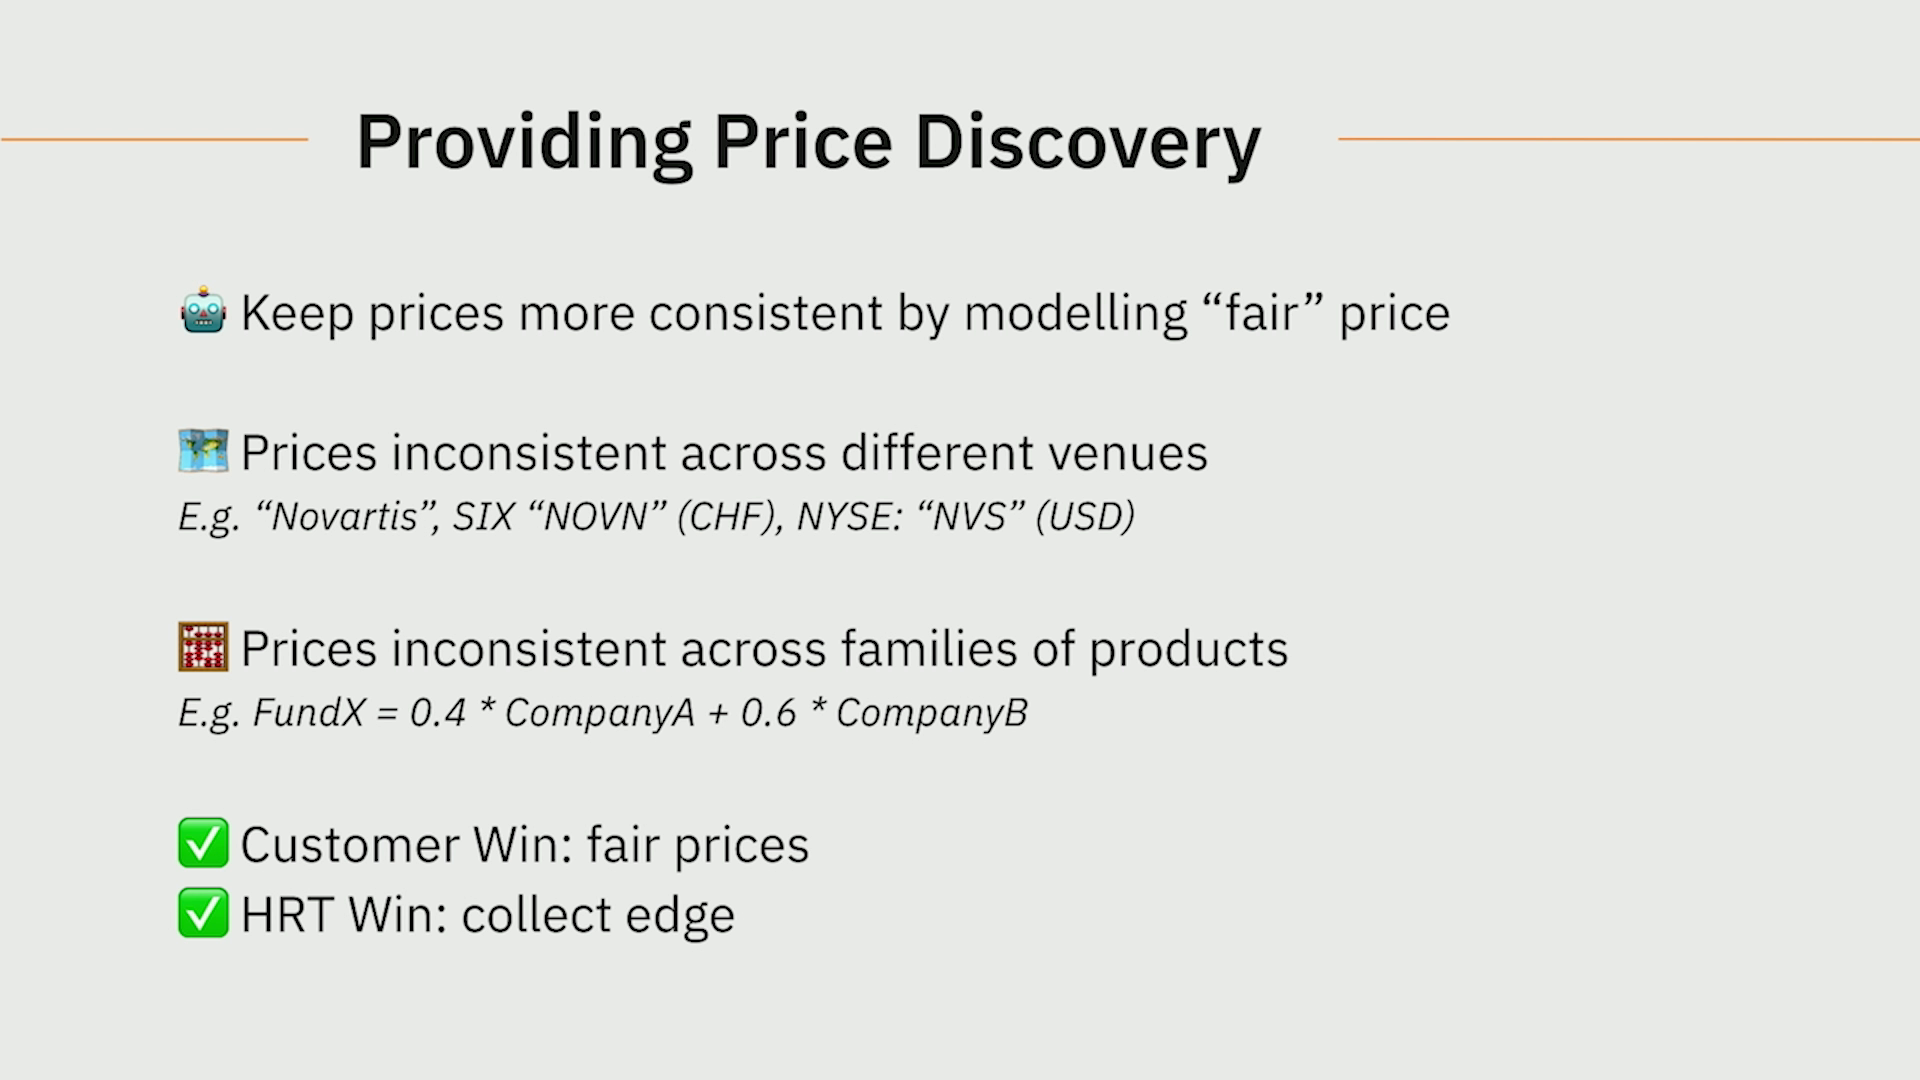 Providing Price Discovery
Keep prices more consistent by modelling “fair” price
Prices inconsistent across different venues
E.g. “Novartis”, SIX “NOVN” (CHF), NYSE: “NVS” (USD)
Prices inconsistent across families of products
E.g. FundX = 0.4 * CompanyA + 0.6 * CompanyB
✅ Customer Win: fair prices
✅ HRT Win: collect edge